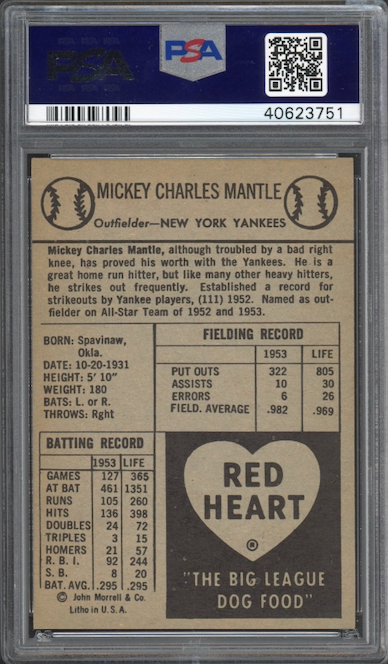 PSA
PSA
40623751
MICKEY CHARLES MANTLE
Outfielder—NEW YORK YANKEES
Mickey Charles Mantle, although troubled by a bad right
knee, has proved his worth with the Yankees. He is a
great home run hitter, but like many other heavy hitters,
he strikes out frequently. Established a record for
strikeouts by Yankee players, (111) 1952. Named as out-
fielder on All-Star Team of 1952 and 1953.
BORN: Spavinaw,
Okla.
DATE: 10-20-1931
HEIGHT: 5' 10"
WEIGHT: 180
BATS: L. or R.
THROWS: Rght
FIELDING RECORD
1953 LIFE
PUT OUTS 322 805
ASSISTS 10 30
ERRORS 6 26
FIELD. AVERAGE .982 .969
BATTING RECORD
1953 LIFE
GAMES 127 365
AT BAT 461 1351
RUNS 105 260
HITS 136 398
DOUBLES 24 72
TRIPLES 3 15
HOMERS 21 57
R. B. I. 92 244
S. B. 8 20
BAT. AVG. .295 .295
© John Morrell & Co.
Litho in U. S. A.
RED
HEART
®
"THE BIG LEAGUE
DOG FOOD"